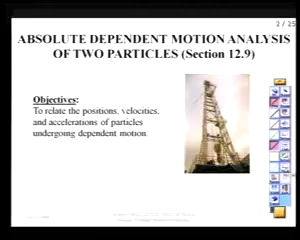 2 / 25
ABSOLUTE DEPENDENT MOTION ANALYSIS
OF TWO PARTICLES (Section 12.9)
Objectives:
To relate the positions, velocities,
and accelerations of particles
undergoing dependent motion.